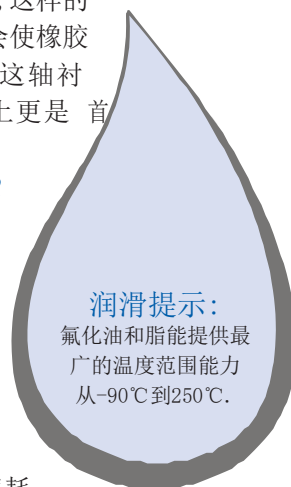 这样的
会使橡胶
这轴衬
上更是 首
润滑提示:
氟化油和脂能提供最
广的温度范围能力
从-90℃到250℃.